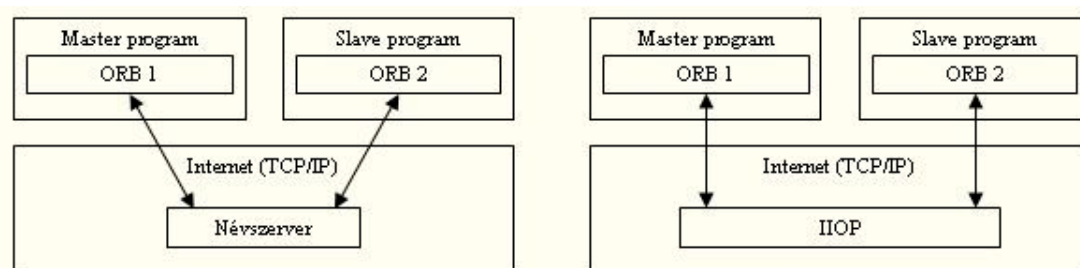 Master program
ORB 1
Slave program
ORB 2
Internet (TCP/IP)
Névszerver
Master program
ORB 1
Slave program
ORB 2
Internet (TCP/IP)
IIOP